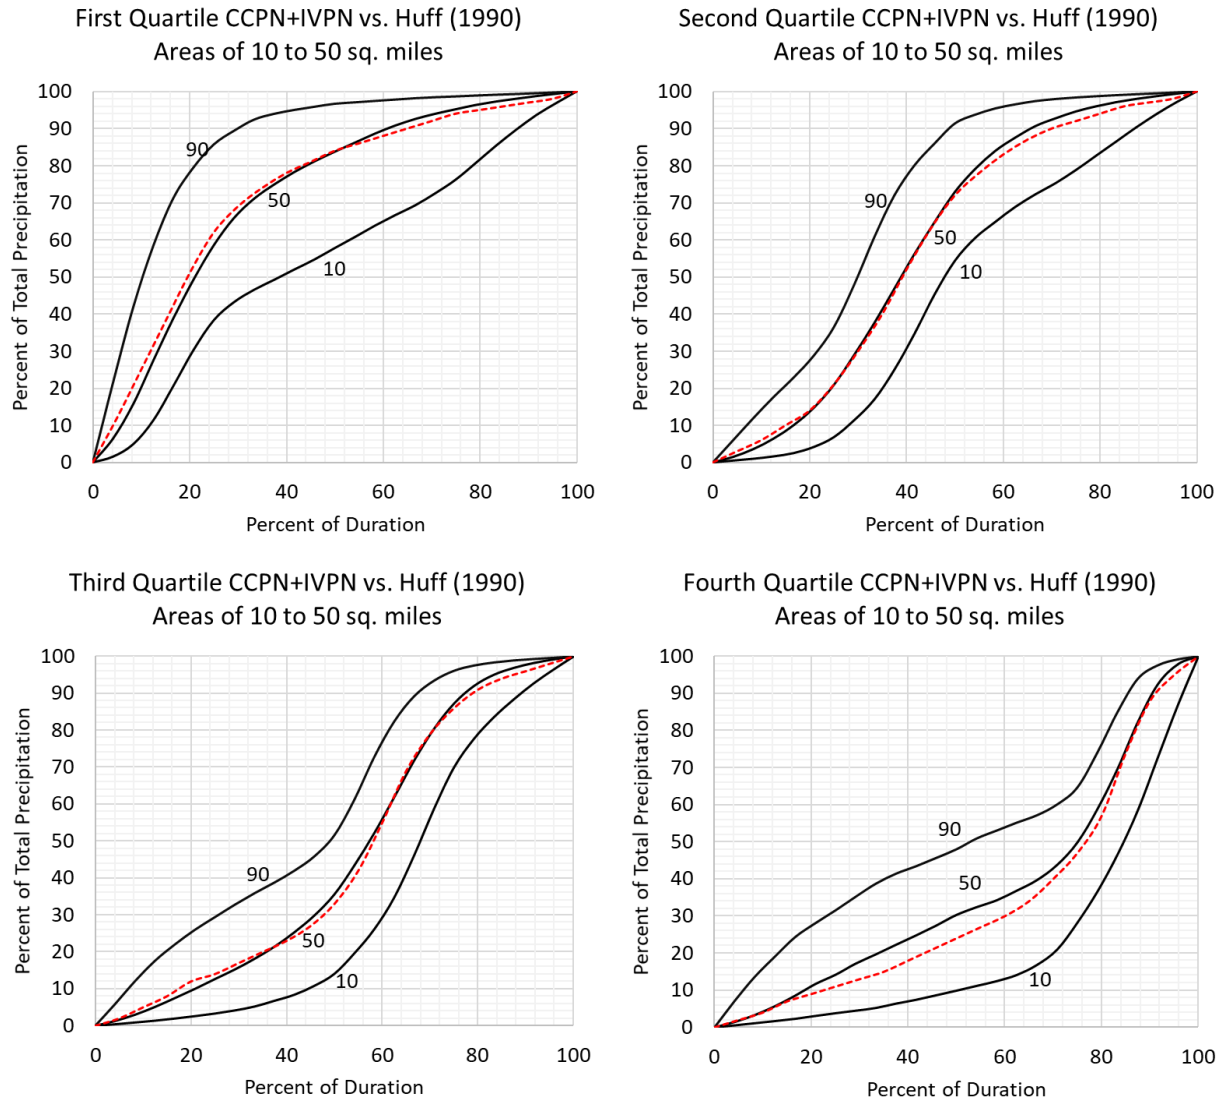 First Quartile CCPN+IVPN vs. Huff (1990)
Areas of 10 to 50 sq. miles
Percent of Total Precipitation
100
90
80
70
60
50
40
30
20
10
0
90
50
10
0 20 40 60 80 100
Percent of Duration
Second Quartile CCPN+IVPN vs. Huff (1990)
Areas of 10 to 50 sq. miles
Percent of Total Precipitation
100
90
80
70
60
50
40
30
20
10
0
90
50
10
0 20 40 60 80 100
Percent of Duration
Third Quartile CCPN+IVPN vs. Huff (1990)
Areas of 10 to 50 sq. miles
Percent of Total Precipitation
100
90
80
70
60
50
40
30
20
10
0
90
50
10
0 20 40 60 80 100
Percent of Duration
Fourth Quartile CCPN+IVPN vs. Huff (1990)
Areas of 10 to 50 sq. miles
Percent of Total Precipitation
100
90
80
70
60
50
40
30
20
10
0
90
50
10
0 20 40 60 80 100
Percent of Duration